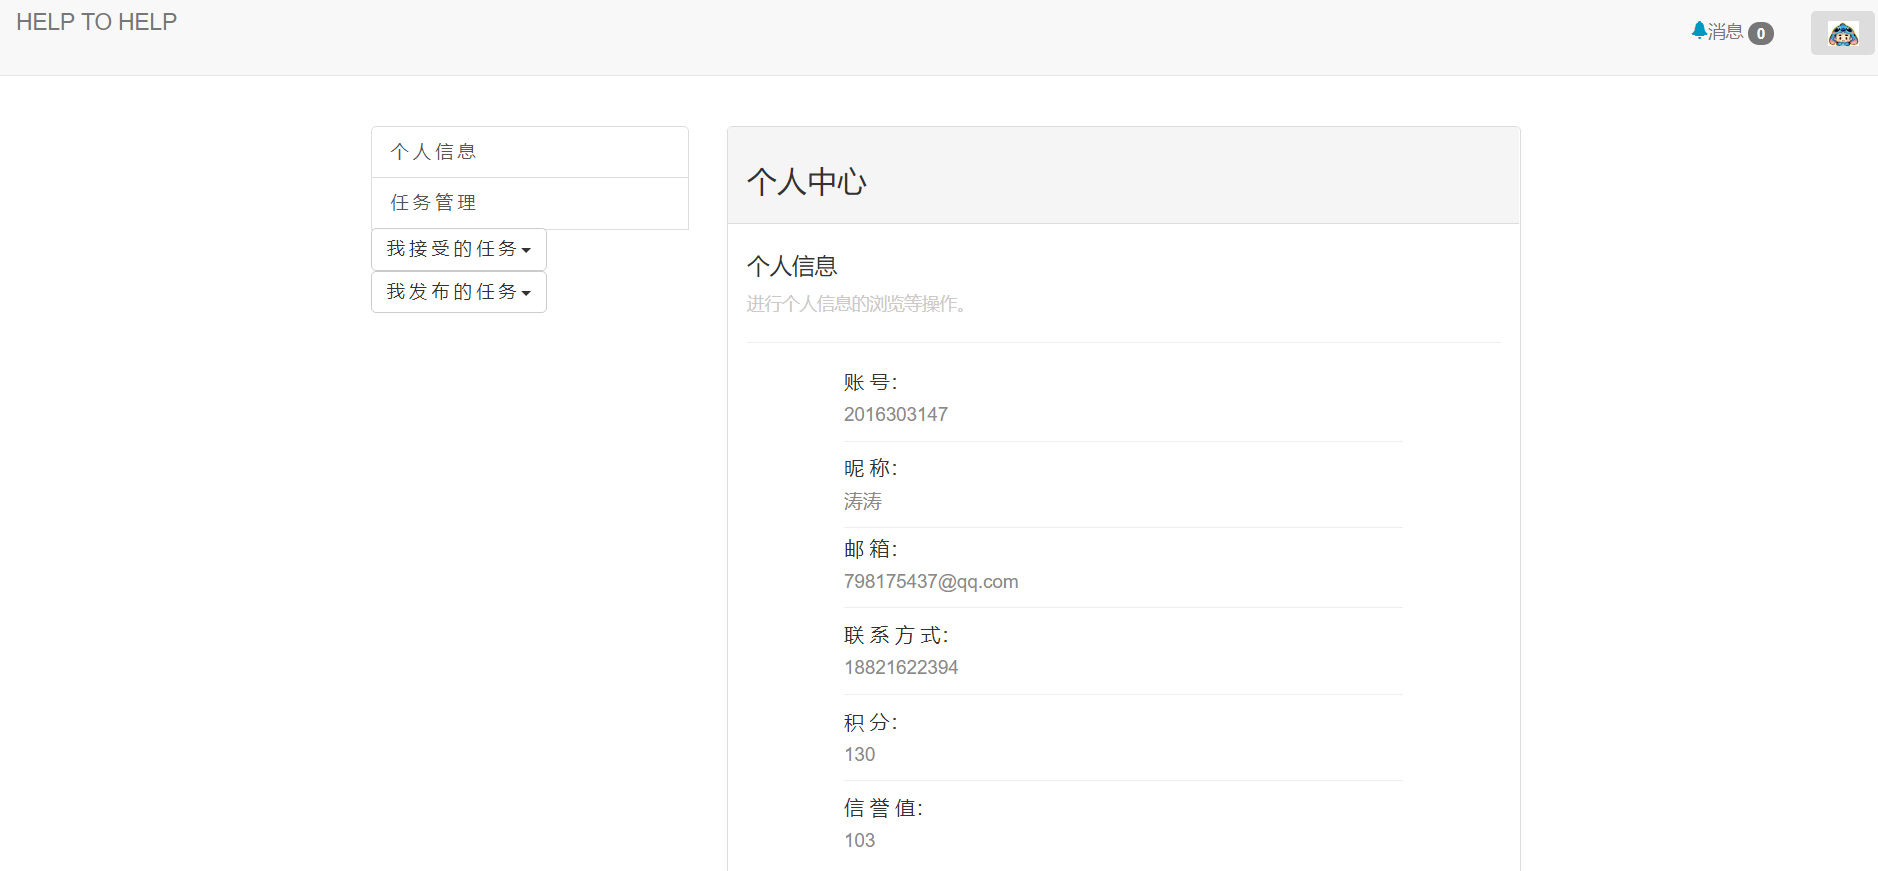 HELP TO HELP
消息 0
个人信息
任务管理
我接受的任务
我发布的任务
个人中心
个人信息
进行个人信息的浏览等操作。
账 号：
2016303147
昵 称：
涛涛
邮 箱：
798175437@qq.com
联 系 方 式：
18821622394
积 分：
130
信 誉 值：
103